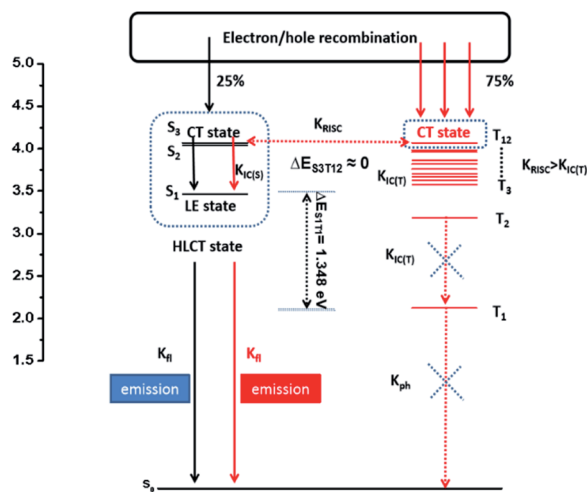 Electron/hole recombination
5.0
4.5
4.0
3.5
3.0
2.5
2.0
1.5
25%
75%
S3
CT state
S2
KIC(S)
S1
LE state
HLCT state
KRISC
ΔES3T12 ≈ 0
ΔES1T1= 1.348 eV
CT state
T12
KIC(T)
KRISC>KIC(T)
T3
T2
KIC(T)
T1
Kfl
Kfl
emission
emission
Kph
S0